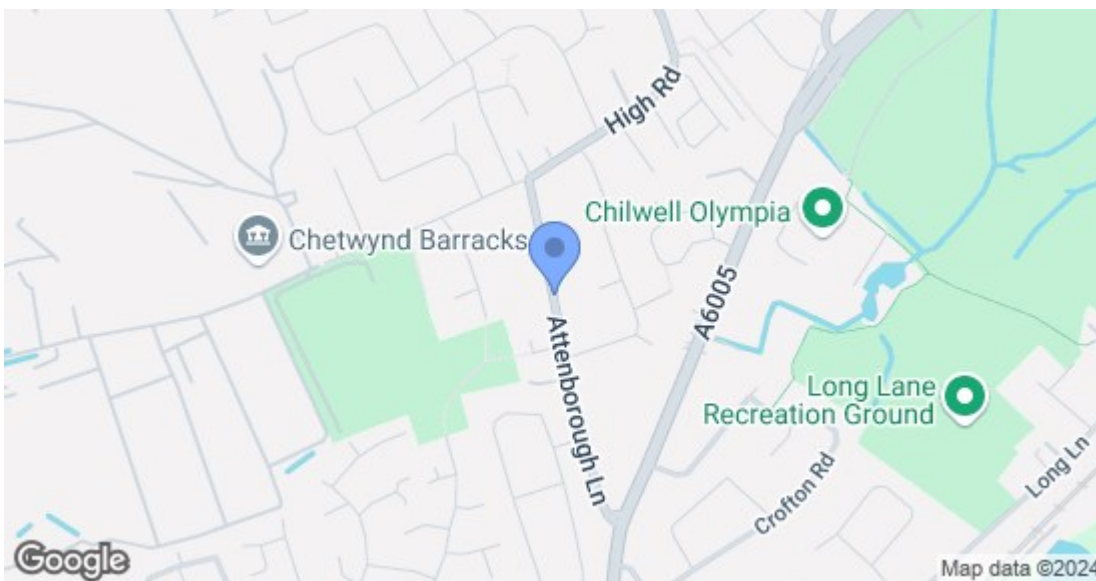 High Rd
Chilwell Olympia
Chetwynd Barracks
A6005
Attenborough Ln
Long Lane
Recreation Ground
Long Ln
Crofton Rd
Google
Map data ©2024